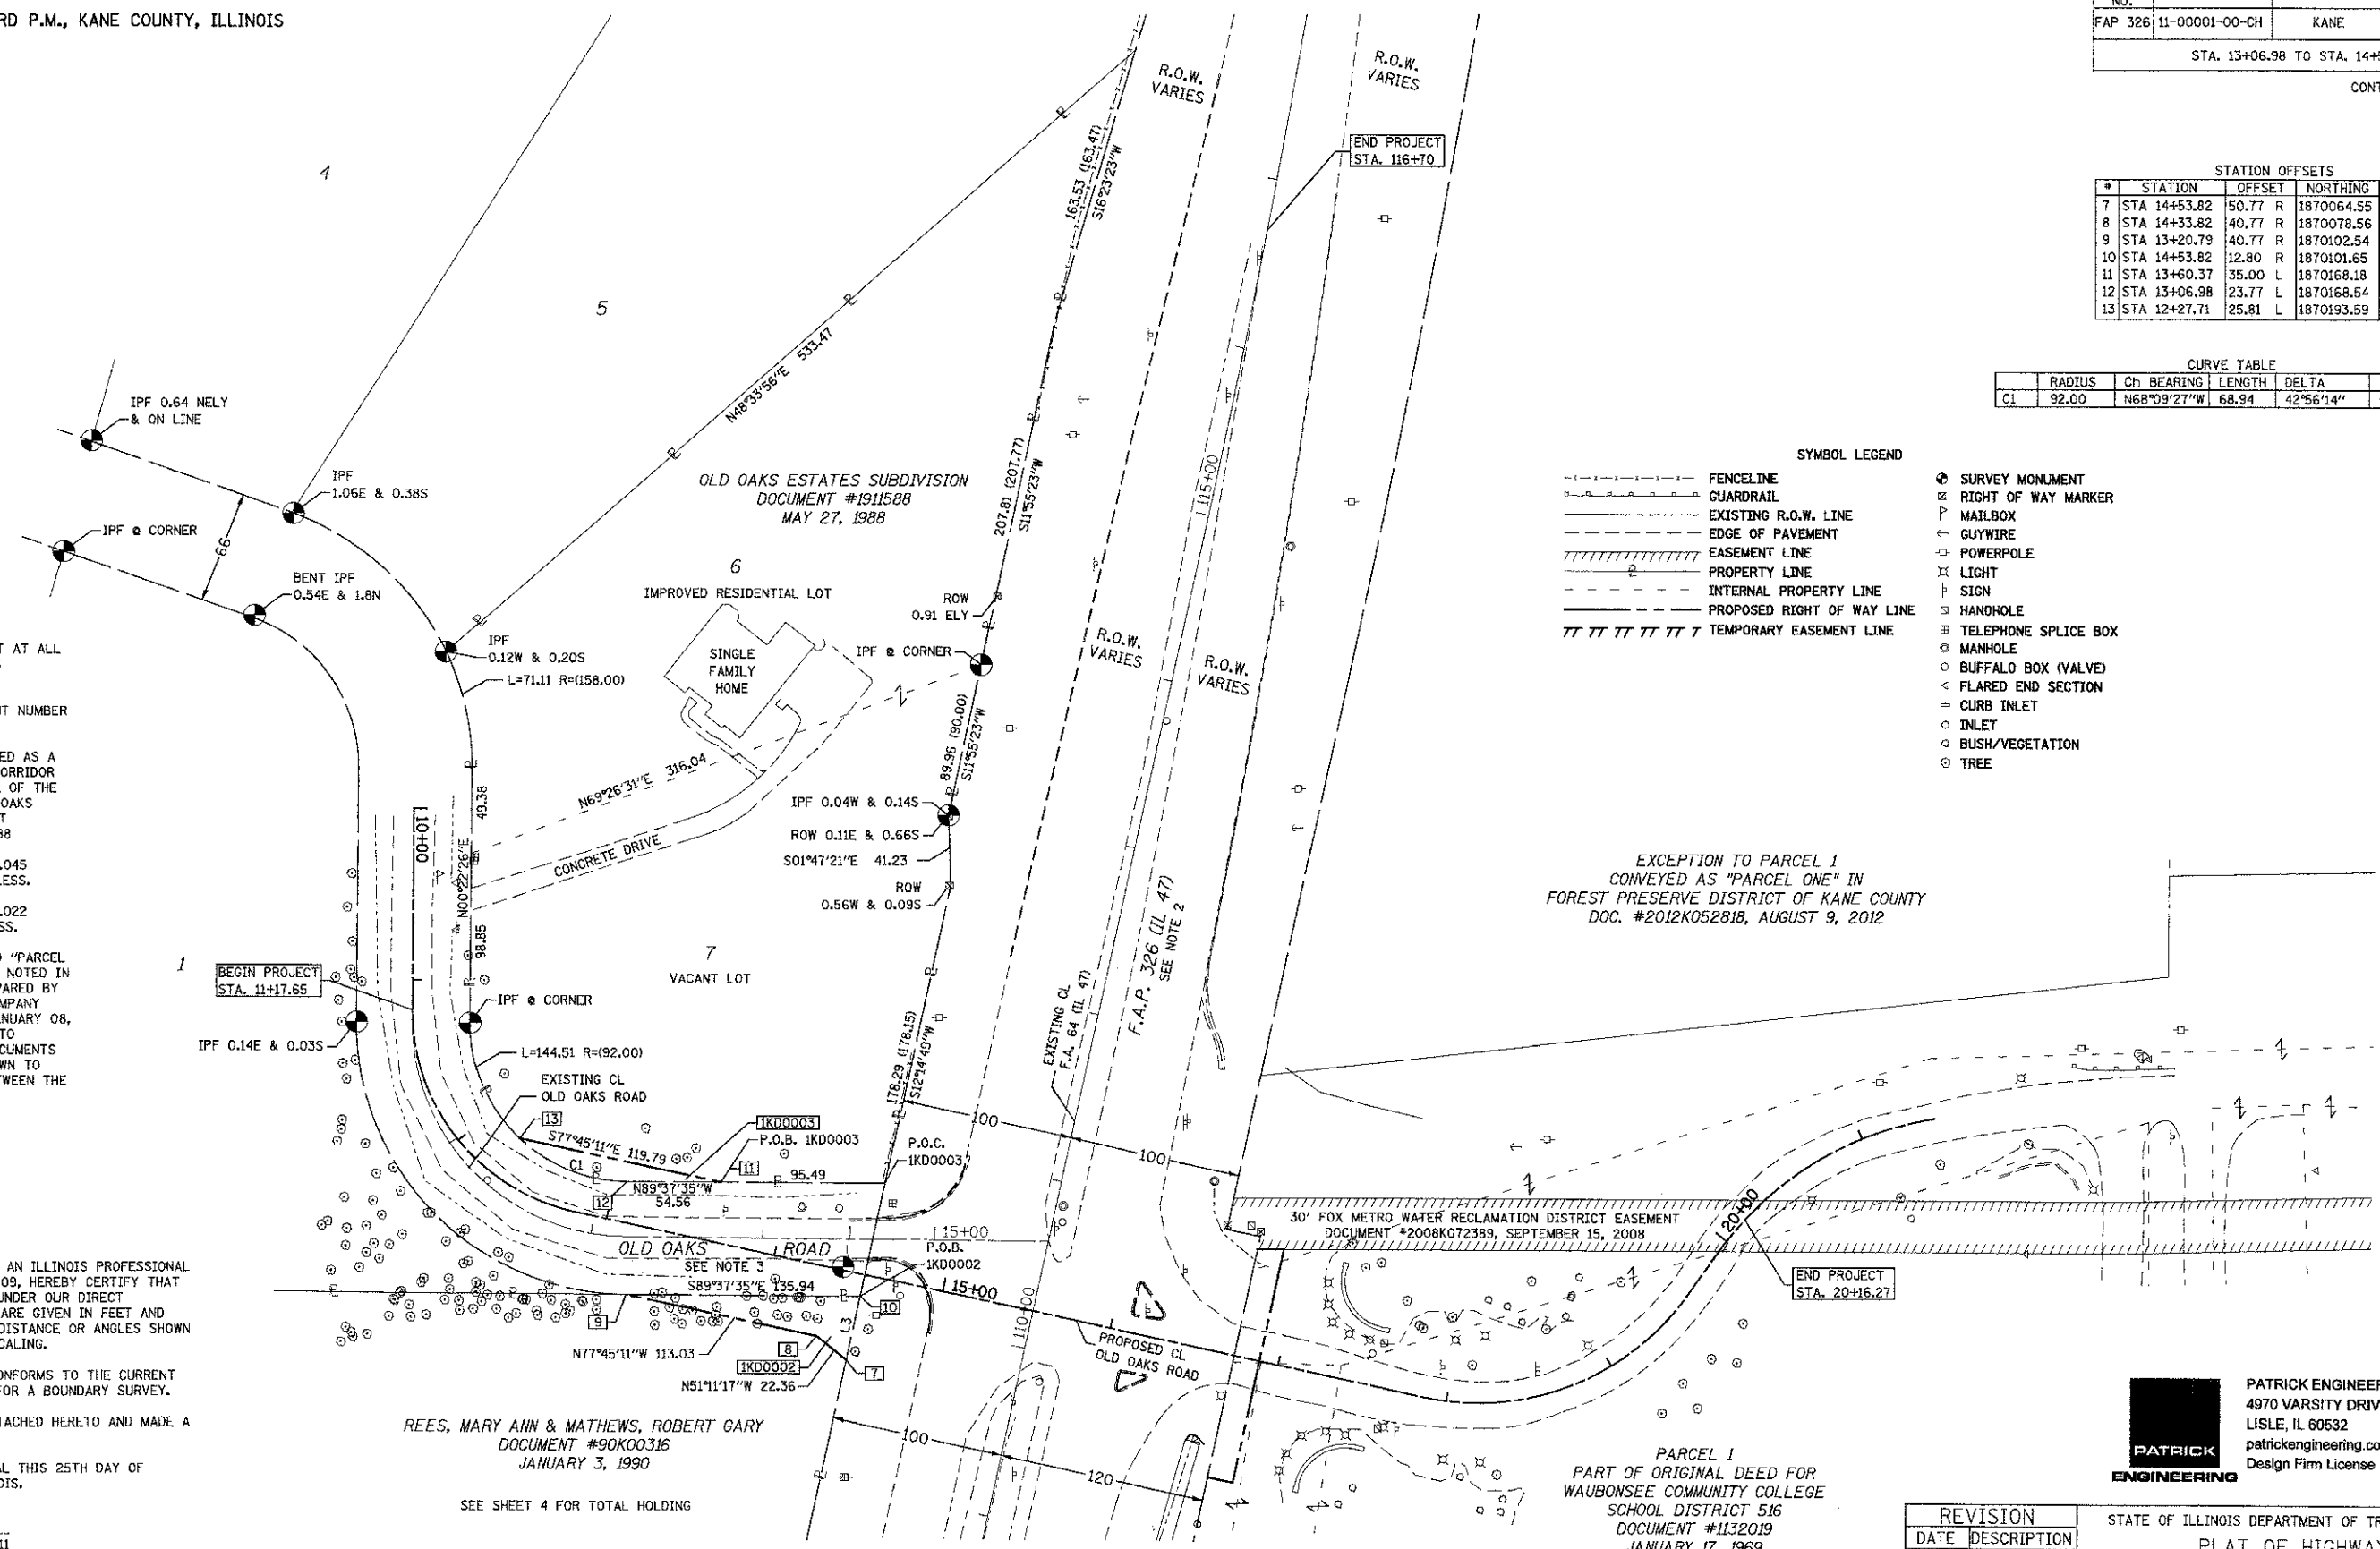 RD P.M., KANE COUNTY, ILLINOIS
NO.
FAP 326 11-00001-00-CH KANE
STA. 13+06.98 TO STA. 14+
CONT
STATION OFFSETS
# STATION OFFSET NORTHING
7 STA 14+53.82 50.77 R 1870064.55
8 STA 14+33.82 40.77 R 1870078.56
9 STA 13+20.79 40.77 R 1870102.54
10 STA 14+53.82 12.80 R 1870101.65
11 STA 13+60.37 35.00 L 1870168.18
12 STA 13+06.98 23.77 L 1870168.54
13 STA 12+27.71 25.81 L 1870193.59
CURVE TABLE
RADIUS Ch BEARING LENGTH DELTA
C1 92.00 N68°09'27"W 68.94 42°56'14"
SYMBOL LEGEND
FENCELINE
GUARDRAIL
EXISTING R.O.W. LINE
EDGE OF PAVEMENT
EASEMENT LINE
PROPERTY LINE
INTERNAL PROPERTY LINE
PROPOSED RIGHT OF WAY LINE
TEMPORARY EASEMENT LINE
SURVEY MONUMENT
RIGHT OF WAY MARKER
MAILBOX
GUYWIRE
POWERPOLE
LIGHT
SIGN
HANDHOLE
TELEPHONE SPLICE BOX
MANHOLE
BUFFALO BOX (VALVE)
FLARED END SECTION
CURB INLET
INLET
BUSH/VEGETATION
TREE
R.O.W.
VARIES
R.O.W.
VARIES
END PROJECT
STA. 116+70
4
5
163.53 (163.47)
S16°23'23"W
N48°33'56"E 533.47
IPF 0.64 NELY
& ON LINE
IPF
1.06E & 0.38S
IPF @ CORNER
66
BENT IPF
0.54E & 1.8N
OLD OAKS ESTATES SUBDIVISION
DOCUMENT #1911588
MAY 27, 1988
207.81 (207.77)
S11°55'23"W
115+00
6
IMPROVED RESIDENTIAL LOT
SINGLE
FAMILY
HOME
ROW
0.91 ELY
IPF @ CORNER
R.O.W.
VARIES
R.O.W.
VARIES
IPF
0.12W & 0.20S
L=71.11 R=(158.00)
89.96 (90.00)
S11°55'23"W
N69°26'31"E 316.04
CONCRETE DRIVE
49.38
N00°22'26"E
98.85
110+00
IPF 0.04W & 0.14S
ROW 0.11E & 0.66S
S01°47'21"E 41.23
ROW
0.56W & 0.09S
EXISTING CL
F.A. 64 (IL 47)
F.A.P. 326 (IL 47)
SEE NOTE 2
EXCEPTION TO PARCEL 1
CONVEYED AS "PARCEL ONE" IN
FOREST PRESERVE DISTRICT OF KANE COUNTY
DOC. #2012K052818, AUGUST 9, 2012
T AT ALL
T NUMBER
ED AS A
ORRIDOR
OF THE
OAKS
T
88
.045
LESS.
.022
SS.
"PARCEL
NOTED IN
PARED BY
MPANY
NUARY 08,
TO
CUMENTS
WN TO
TWEEN THE
1
BEGIN PROJECT
STA. 11+17.65
IPF 0.14E & 0.03S
IPF @ CORNER
7
VACANT LOT
L=144.51 R=(92.00)
EXISTING CL
OLD OAKS ROAD
13
S77°45'11"E 119.79
1KD0003
P.O.B. 1KD0003
P.O.C.
1KD0003
178.29 (178.15)
S12°14'49"W
100
100
C1
11
95.49
12
N89°37'35"W
54.56
OLD OAKS ROAD
SEE NOTE 3
S89°37'35"E 135.94
15+00
P.O.B.
1KD0002
15+00
10
9
8
7
L3
N77°45'11"W 113.03
1KD0002
N51°11'17"W 22.36
110+00
PROPOSED CL
OLD OAKS ROAD
30' FOX METRO WATER RECLAMATION DISTRICT EASEMENT
DOCUMENT #2008K072389, SEPTEMBER 15, 2008
20+00
END PROJECT
STA. 20+16.27
AN ILLINOIS PROFESSIONAL
09, HEREBY CERTIFY THAT
UNDER OUR DIRECT
ARE GIVEN IN FEET AND
DISTANCE OR ANGLES SHOWN
CALING.
ONFORMS TO THE CURRENT
FOR A BOUNDARY SURVEY.
TACHED HERETO AND MADE A
AL THIS 25TH DAY OF
OIS.
11
REES, MARY ANN & MATHEWS, ROBERT GARY
DOCUMENT #90K00316
JANUARY 3, 1990
SEE SHEET 4 FOR TOTAL HOLDING
100
120
PARCEL 1
PART OF ORIGINAL DEED FOR
WAUBONSEE COMMUNITY COLLEGE
SCHOOL DISTRICT 516
DOCUMENT #1132019
JANUARY 17, 1969
PATRICK
ENGINEERING
PATRICK ENGINEER
4970 VARSITY DRIV
LISLE, IL 60532
patrickengineering.co
Design Firm License
REVISION
DATE DESCRIPTION
STATE OF ILLINOIS DEPARTMENT OF TR
PLAT OF HIGHWA